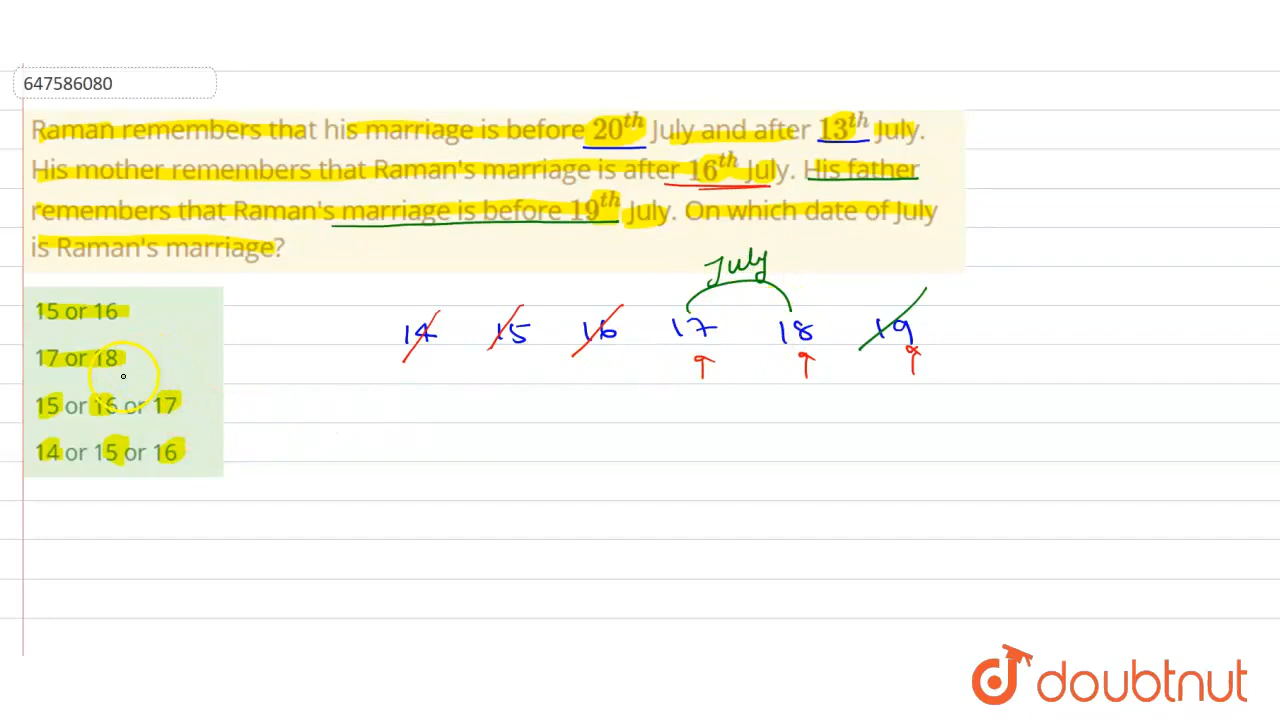 647586080
Raman remembers that his marriage is before 20th July and after 13th July.
His mother remembers that Raman's marriage is after 16th July. His father
remembers that Raman's marriage is before 19th July. On which date of July
is Raman's marriage?
July
15 or 16
14 15 16 17 18 19
17 or 18
15 or 16 or 17
14 or 15 or 16
doubtnut